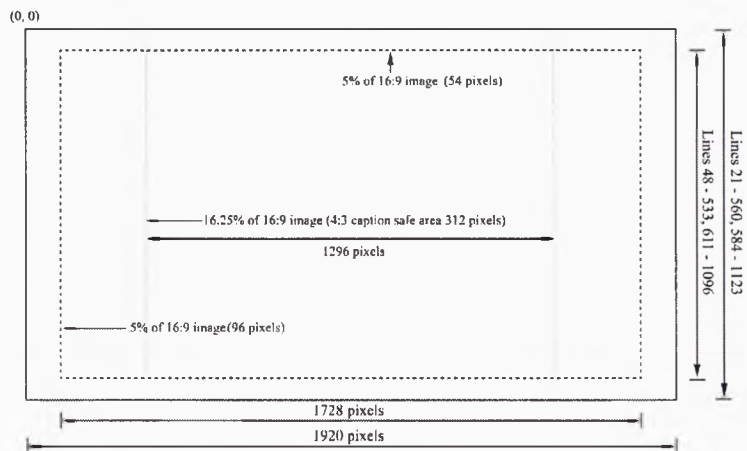 (0, 0)
5% of 16:9 image (54 pixels)
16.25% of 16:9 image (4:3 caption safe area 312 pixels)
1296 pixels
5% of 16:9 image(96 pixels)
1728 pixels
1920 pixels
Lines 48 - 533, 611 - 1096
Lines 21 - 560, 584 - 1123